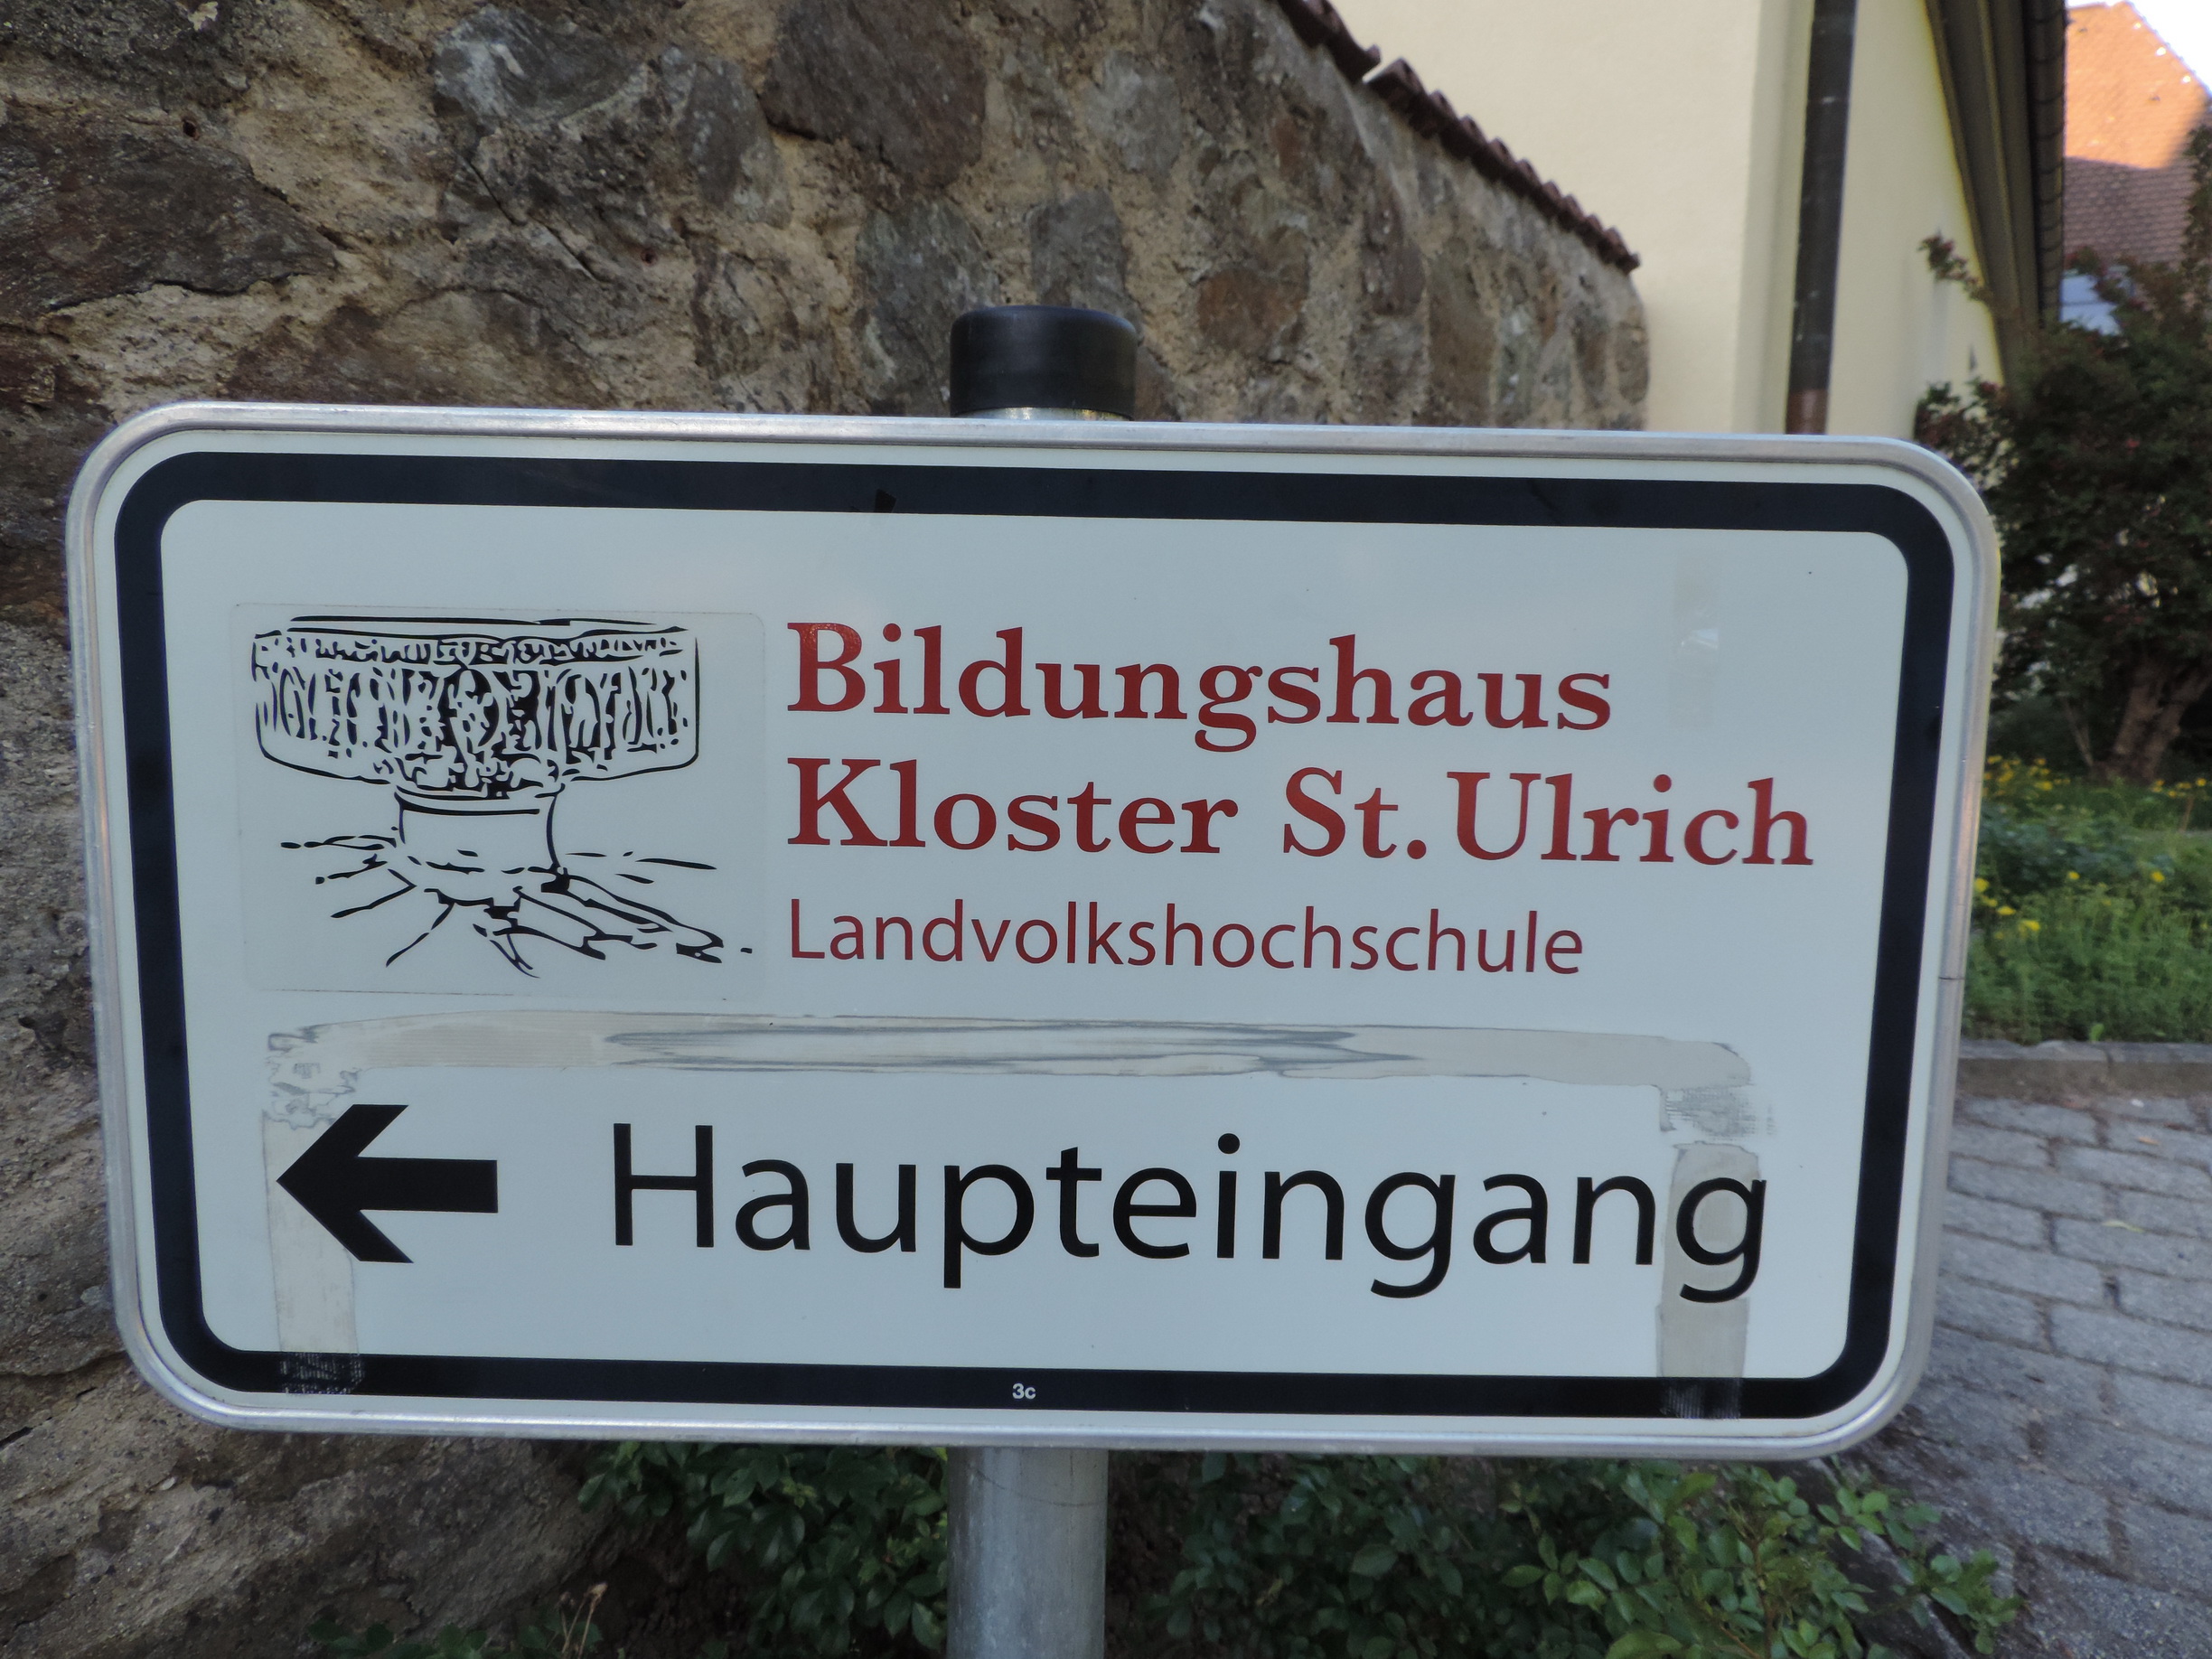 Bildungshaus
Kloster St. Ulrich
Landvolkshochschule
Haupteingang
3c